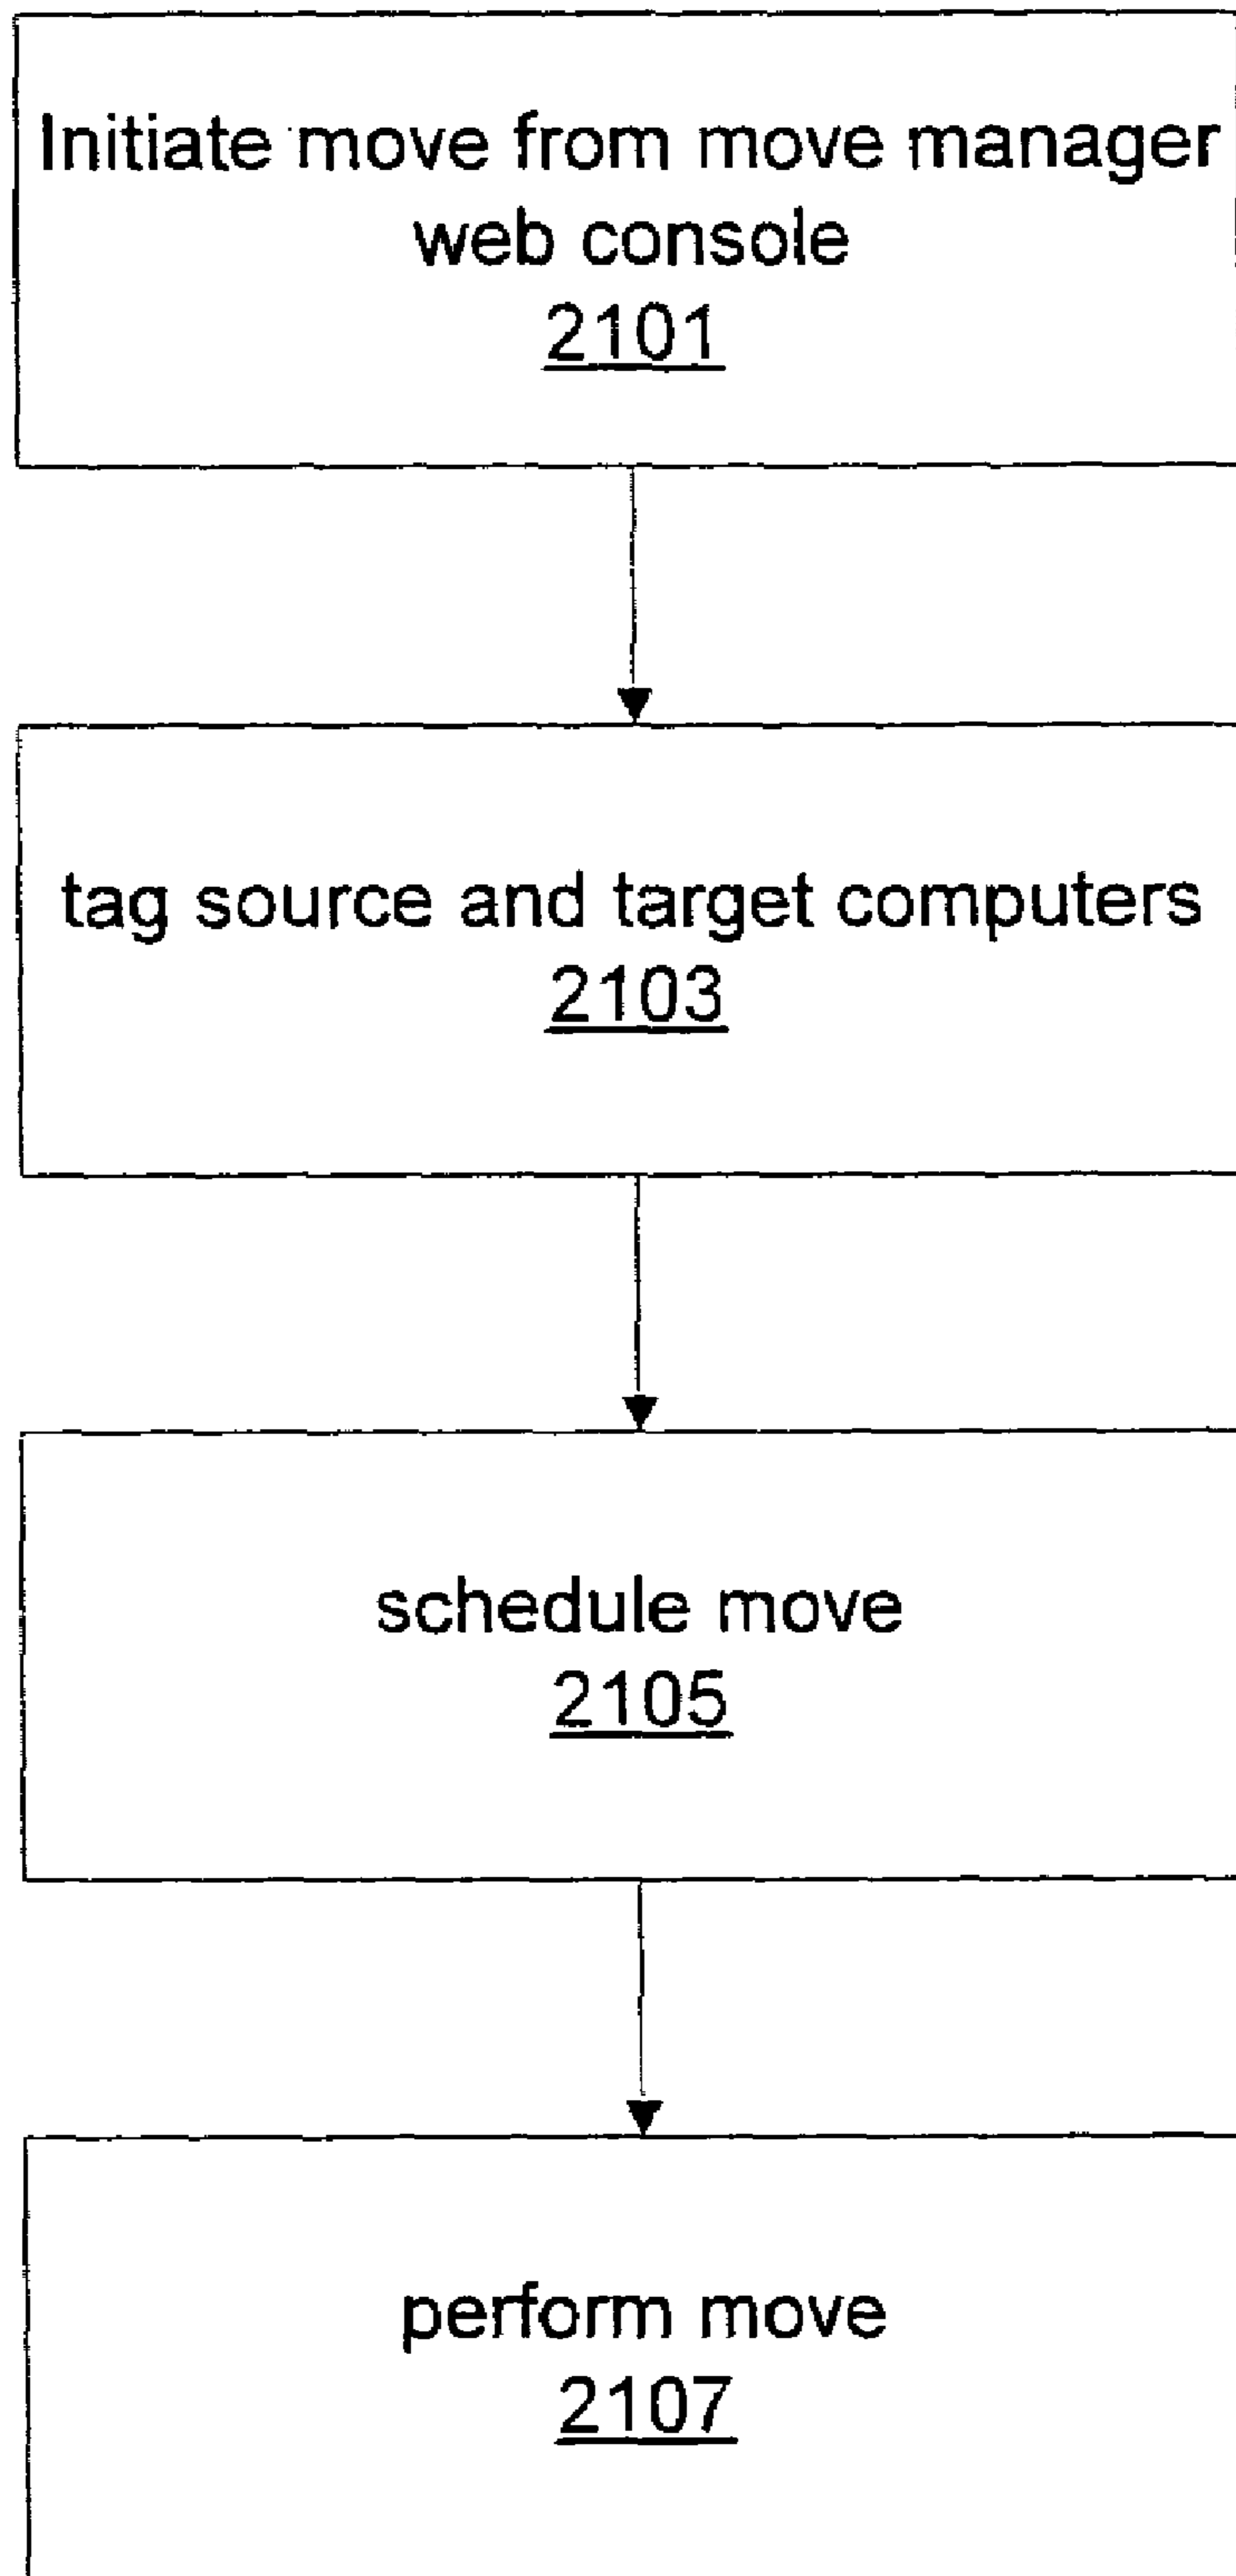 Initiate move from move manager
web console
2101
tag source and target computers
2103
schedule move
2105
perform move
2107